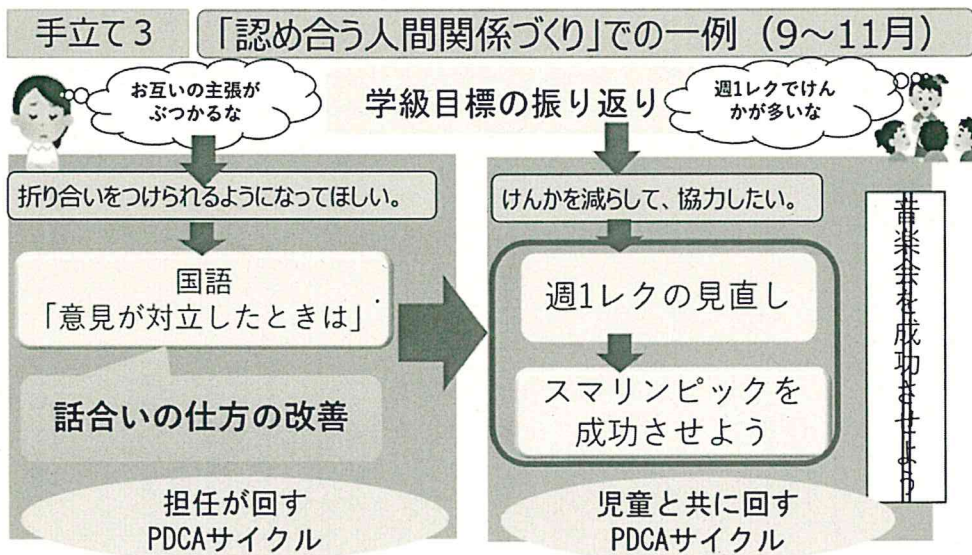 手立て3
「認め合う人間関係づくり」での一例（9～11月）
お互いの主張が
ぶつかるな
学級目標の振り返り
週1レクでけん
かが多いな
折り合いをつけられるようになってほしい。
国語
「意見が対立したときは」
話合いの仕方の改善
担任が回す
PDCAサイクル
けんかを減らして、協力したい。
週1レクの見直し
スマリンピックを
成功させよう
児童と共に回す
PDCAサイクル
音楽会を成功させよう